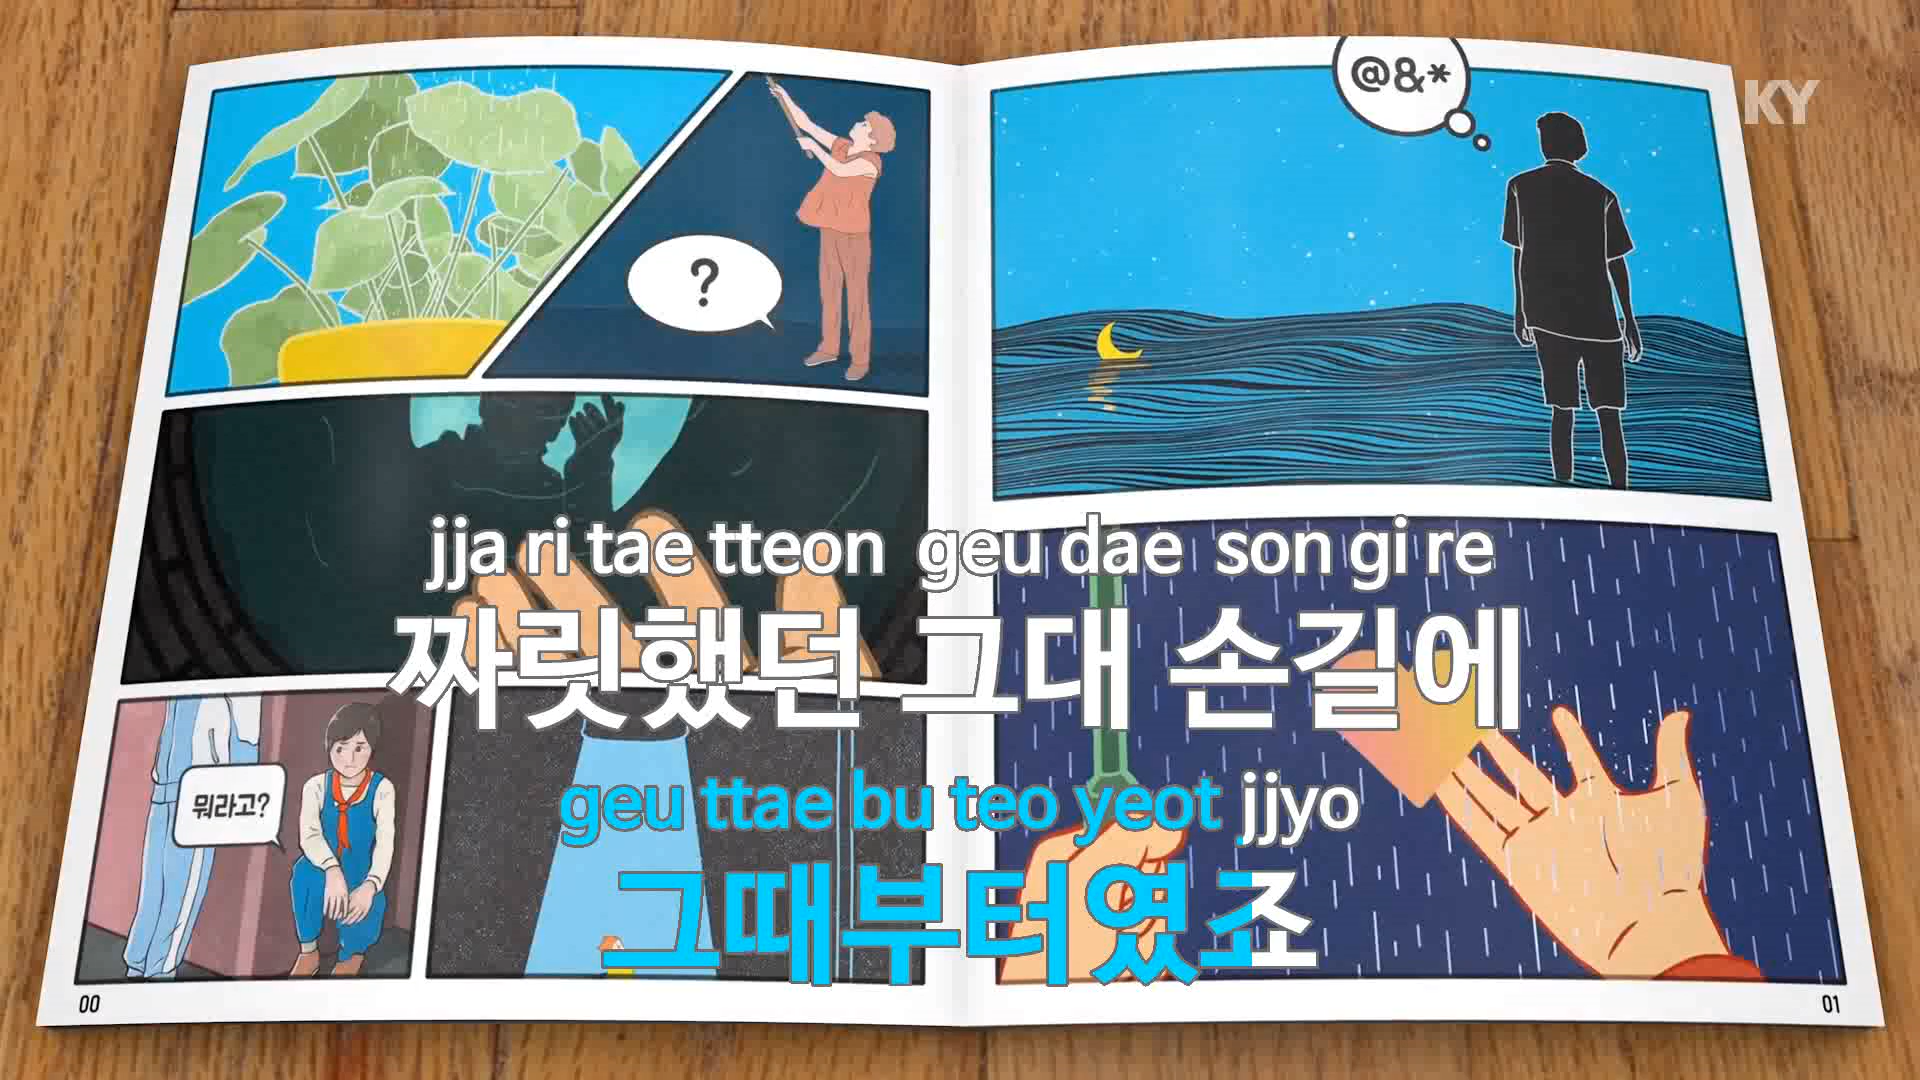 @&*
KY
?
jja ri tae tteon geu dae son gi re
짜릿했던 그대 손길에
geu ttae bu teo yeot jjyo
그때부터였죠
뭐라고?
00
01